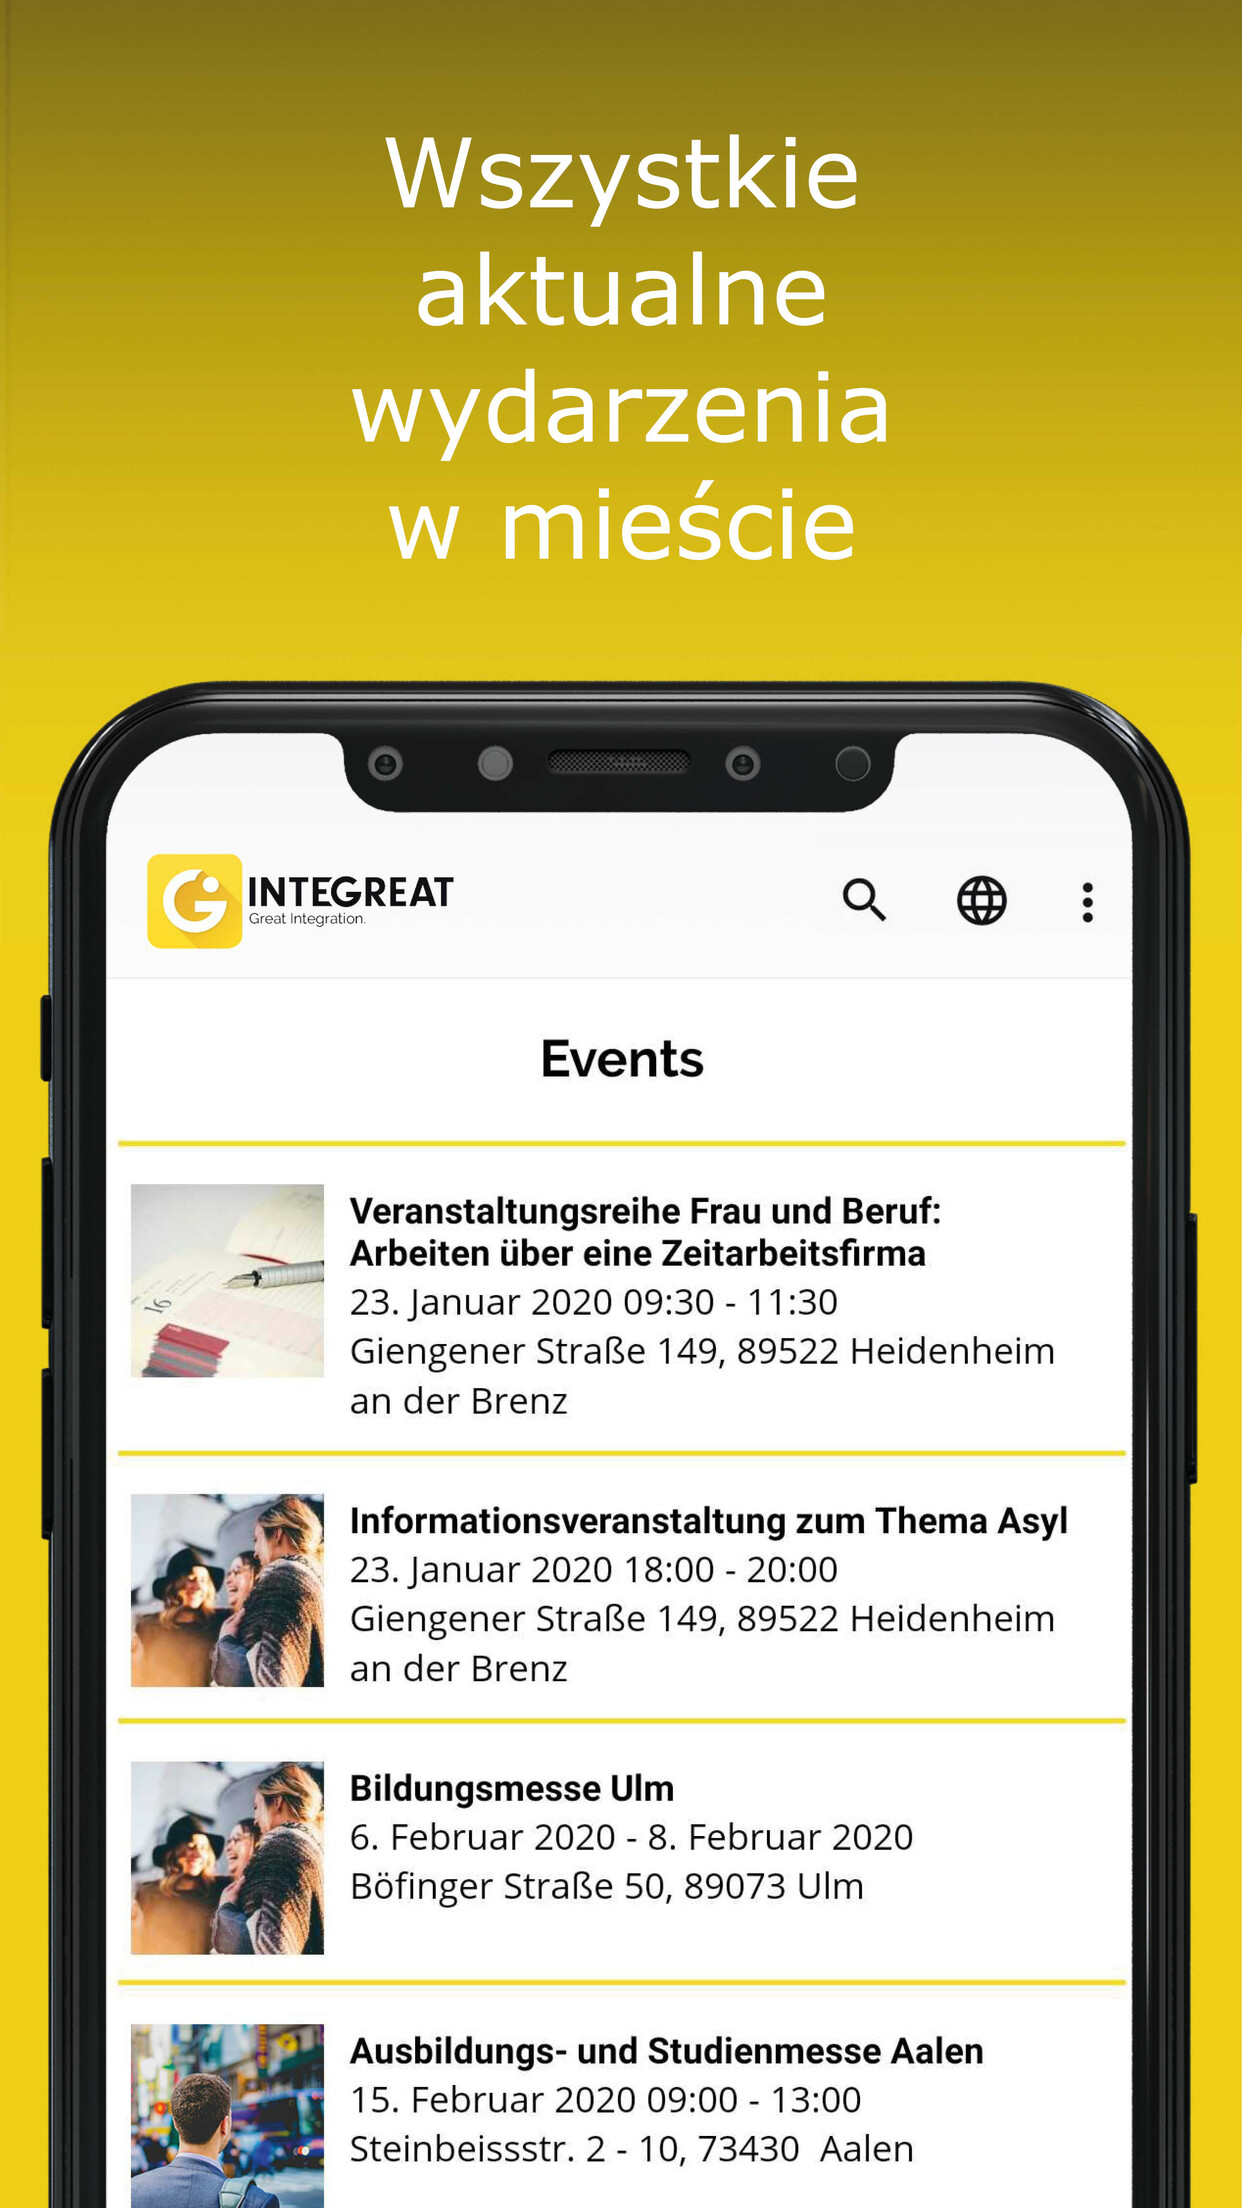 Wszystkie
aktualne
wydarzenia
w mieście
INTEGREAT
Great Integration.
Events
Veranstaltungsreihe Frau und Beruf:
Arbeiten über eine Zeitarbeitsfirma
23. Januar 2020 09:30 - 11:30
Giengener Straße 149, 89522 Heidenheim
an der Brenz
16
Informationsveranstaltung zum Thema Asyl
23. Januar 2020 18:00 - 20:00
Giengener Straße 149, 89522 Heidenheim
an der Brenz
Bildungsmesse Ulm
6. Februar 2020 - 8. Februar 2020
Böfinger Straße 50, 89073 Ulm
Ausbildungs- und Studienmesse Aalen
15. Februar 2020 09:00 - 13:00
Steinbeissstr. 2 - 10, 73430  Aalen